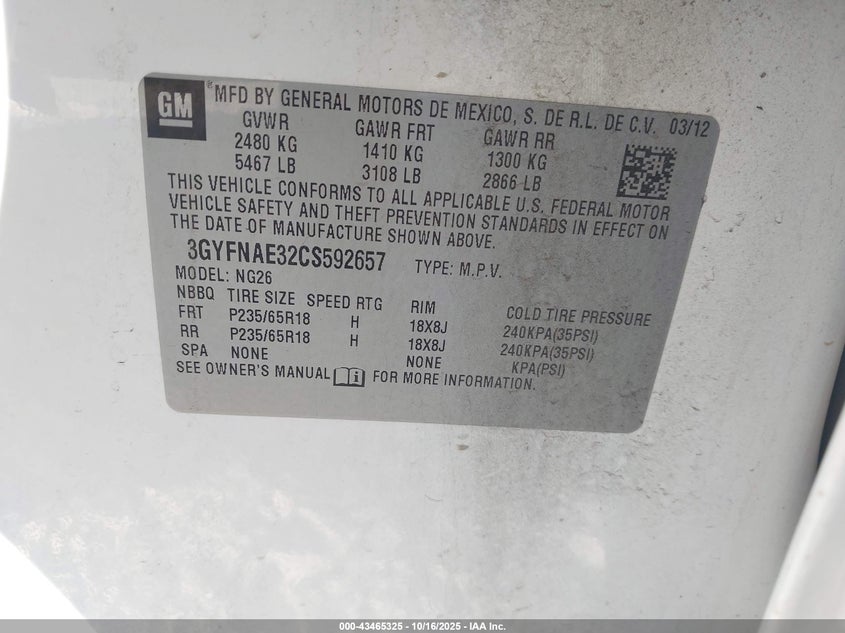 GM
®MFD BY GENERAL MOTORS DE MEXICO, S. DE R.L. DE C.V. 03/12
GVWR GAWR FRT GAWR RR
2480 KG 1410 KG 1300 KG
5467 LB 3108 LB 2866 LB
THIS VEHICLE CONFORMS TO ALL APPLICABLE U.S. FEDERAL MOTOR
VEHICLE SAFETY AND THEFT PREVENTION STANDARDS IN EFFECT ON
THE DATE OF MANUFACTURE SHOWN ABOVE.
3GYFNAE32CS592657 TYPE: M.P.V.
MODEL: NG26
NBBQ TIRE SIZE SPEED RTG RIM COLD TIRE PRESSURE
FRT P235/65R18 H 18X8J 240KPA(35PSI)
RR P235/65R18 H 18X8J 240KPA(35PSI)
SPA NONE NONE KPA(PSI)
SEE OWNER'S MANUAL FOR MORE INFORMATION.
000-43465325 - 10/16/2025 - IAA Inc.